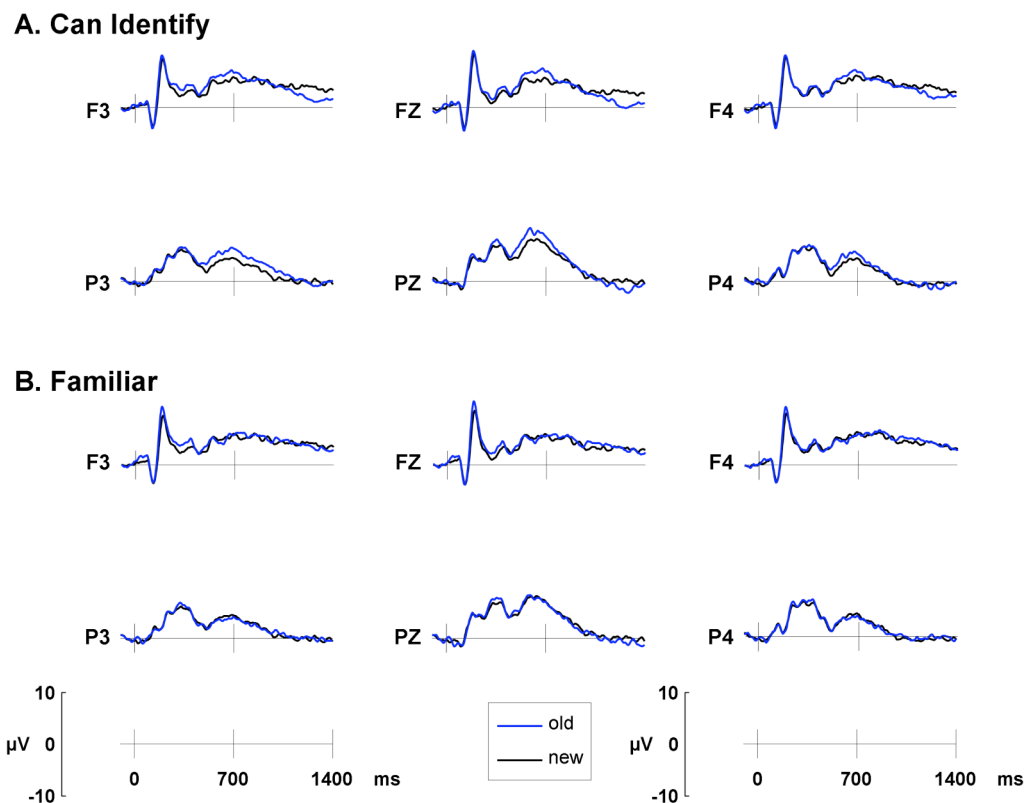 A. Can Identify
F3 FZ F4
P3 PZ P4
B. Familiar
F3 FZ F4
P3 PZ P4
10 10
old
µV 0 µV 0
new
0 700 1400 ms 0 700 1400 ms
-10 -10